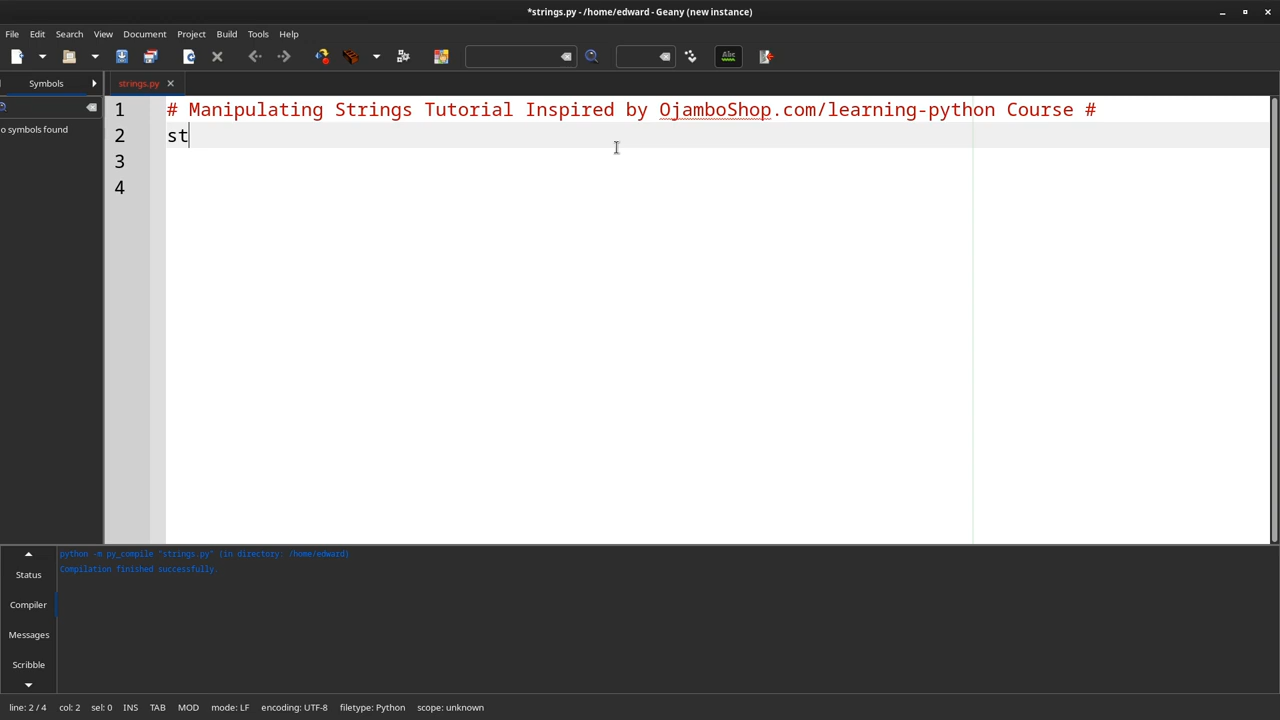 *strings.py - /home/edward - Geany (new instance)
File Edit Search View Document Project Build Tools Help
Abc
Symbols strings.py
o symbols found
1 # Manipulating Strings Tutorial Inspired by OjamboShop.com/learning-python Course #
2 st
3
4
python -m py_compile "strings.py" (in directory: /home/edward)
Compilation finished successfully.
Status
Compiler
Messages
Scribble
line: 2 / 4 col: 2 sel: 0 INS TAB MOD mode: LF encoding: UTF-8 filetype: Python scope: unknown